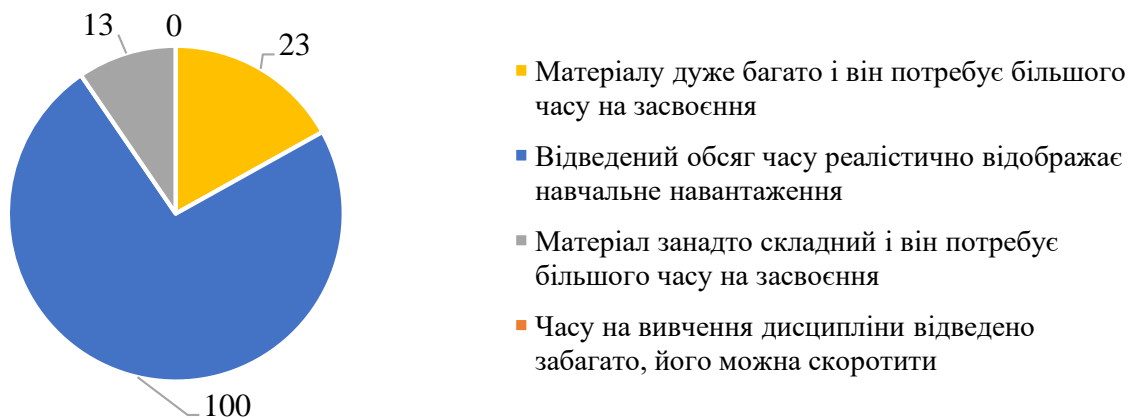 13
0
23
100
Матеріалу дуже багато і він потребує більшого
часу на засвоєння
Відведений обсяг часу реалістично відображає
навчальне навантаження
Матеріал занадто складний і він потребує
більшого часу на засвоєння
Часу на вивчення дисципліни відведено
забагато, його можна скоротити